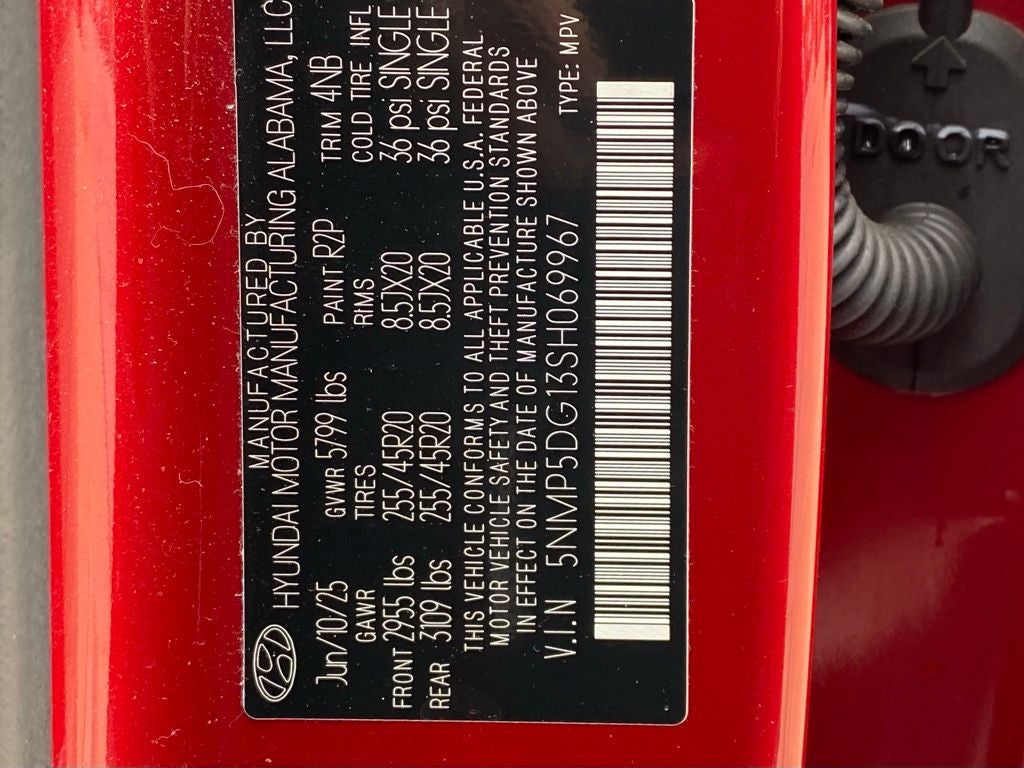 MANUFACTURED BY
HYUNDAI MOTOR MANUFACTURING ALABAMA, LLC
Jun/10/25 GVWR 5799 lbs PAINT R2P TRIM 4NB
GAWR TIRES RIMS COLD TIRE INFL
FRONT 2955 lbs 255/45R20 8.5JX20 36 psi SINGLE
REAR 3109 lbs 255/45R20 8.5JX20 36 psi SINGLE
THIS VEHICLE CONFORMS TO ALL APPLICABLE U.S.A. FEDERAL
MOTOR VEHICLE SAFETY AND THEFT PREVENTION STANDARDS
IN EFFECT ON THE DATE OF MANUFACTURE SHOWN ABOVE
V.I.N 5NMP5DG13SH069967 TYPE: MPV
DOOR